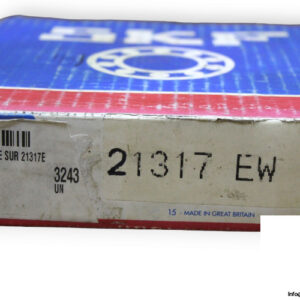 SKF
E SUR 21317E
3243
UN
21317 EW
15 - MADE IN GREAT BRITAIN